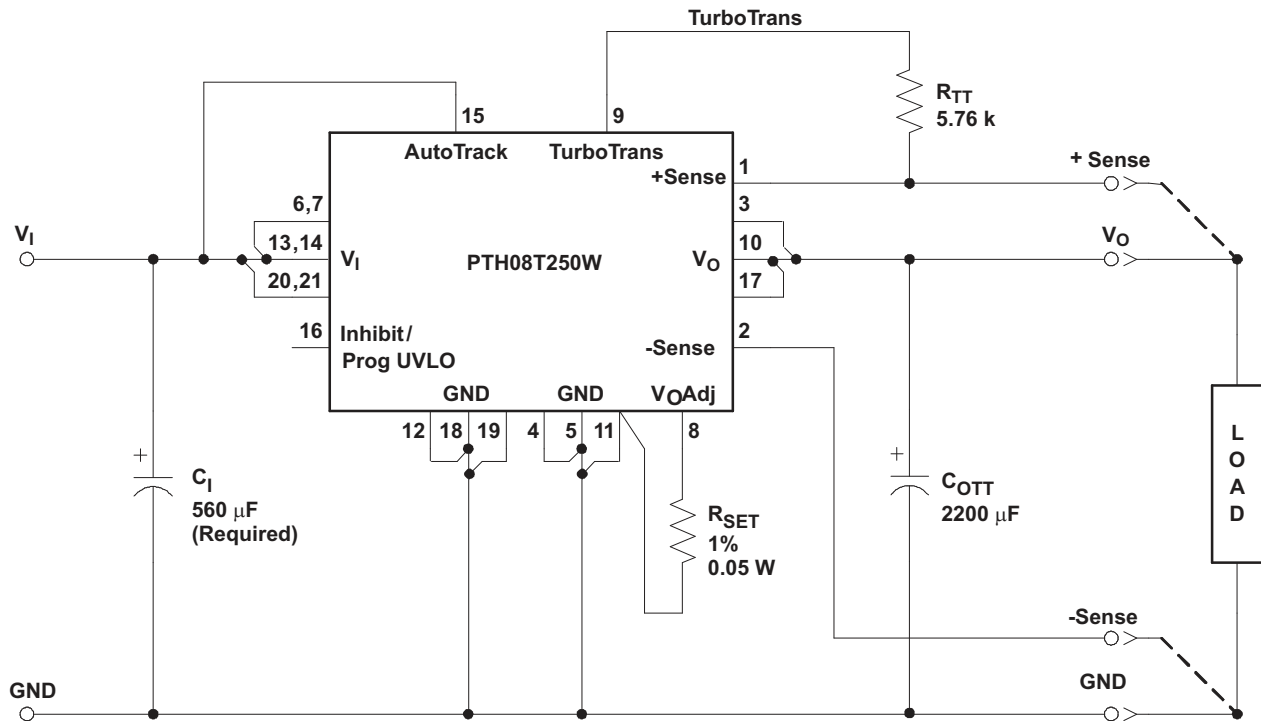 TurboTrans
R_TT
5.76 k
15
9
AutoTrack
TurboTrans
1
+Sense
+ Sense
6,7
3
V_I
13,14
V_I
PTH08T250W
V_O
10
V_O
20,21
17
16
Inhibit/
Prog UVLO
2
-Sense
GND
GND
V_O Adj
12
18
19
4
5
11
8
+
C_I
560 μF
(Required)
R_SET
1%
0.05 W
+
C_OTT
2200 μF
L
O
A
D
-Sense
GND
GND